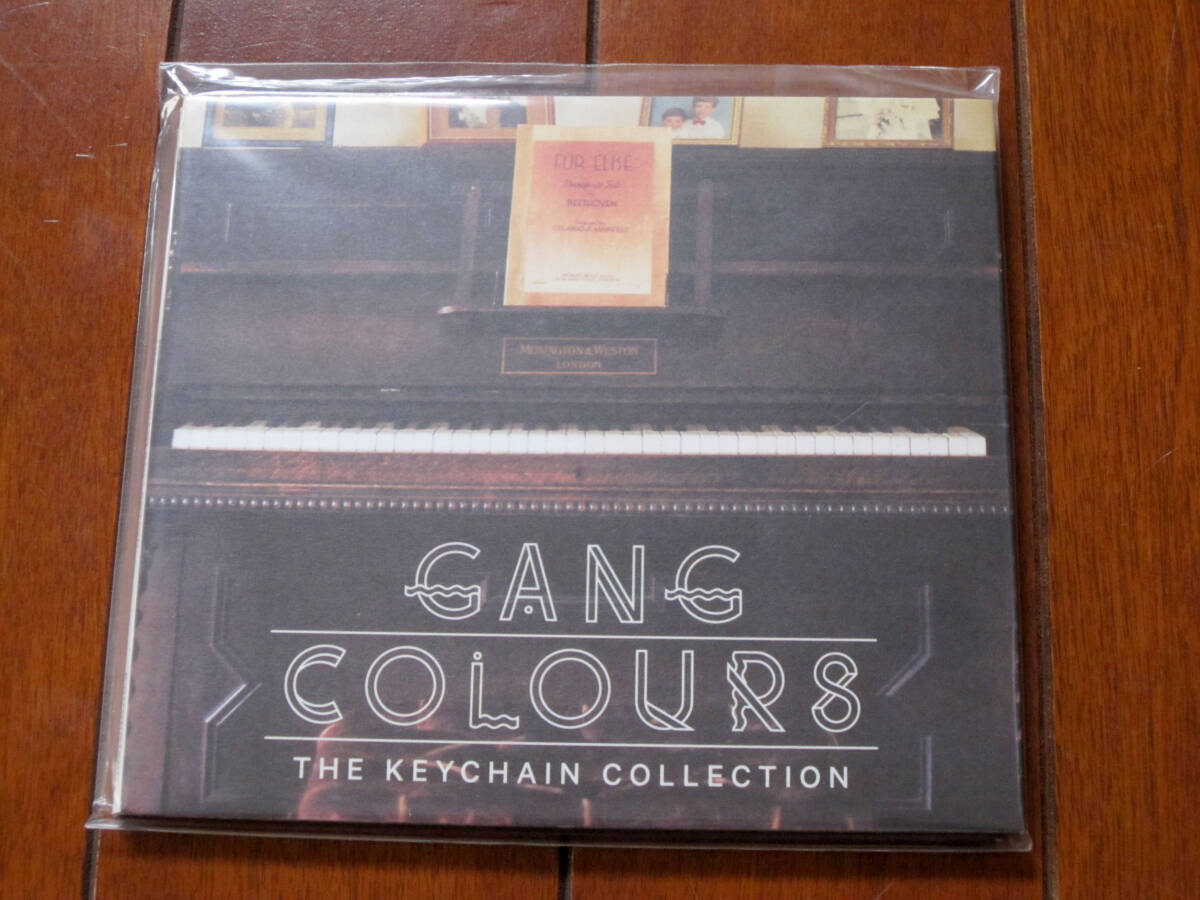 FÜR ELISE
BEETHOVEN
MONINGTON & WESTON
LONDON
GANG
COLOURS
THE KEYCHAIN COLLECTION